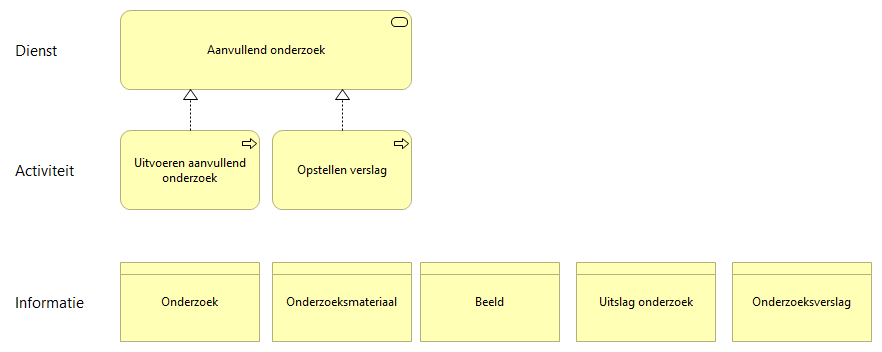 Dienst
Aanvullend onderzoek
Activiteit
Uitvoeren aanvullend
onderzoek
Opstellen verslag
Informatie
Onderzoek
Onderzoeksmateriaal
Beeld
Uitslag onderzoek
Onderzoeksverslag